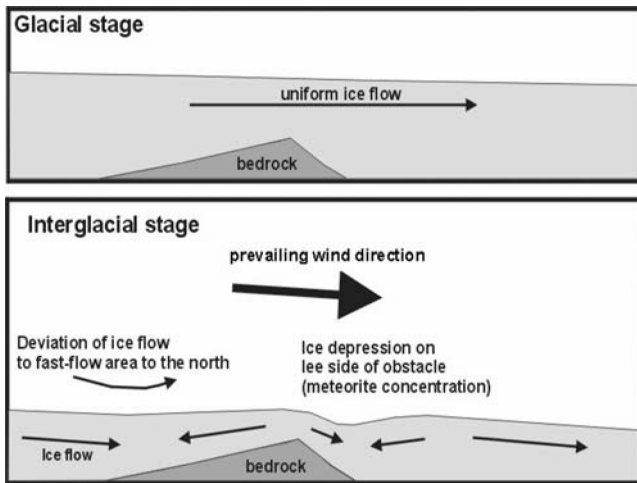 Glacial stage
uniform ice flow
bedrock
Interglacial stage
prevailing wind direction
Deviation of ice flow
to fast-flow area to the north
Ice depression on
lee side of obstacle
(meteorite concentration)
Ice flow
bedrock